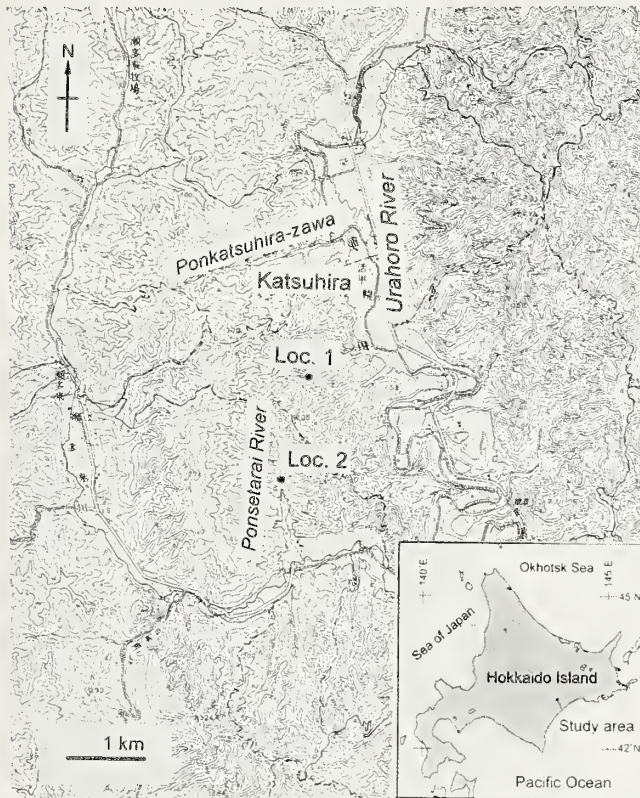 N
Ponkatsuhira-zawa
Urahoro River
Katsuhira
Loc. 1
Loc. 2
Ponsetarai River
1 km
140°E
145°E
Okhotsk Sea
45°N
Sea of Japan
Hokkaido Island
Study area
42°N
Pacific Ocean